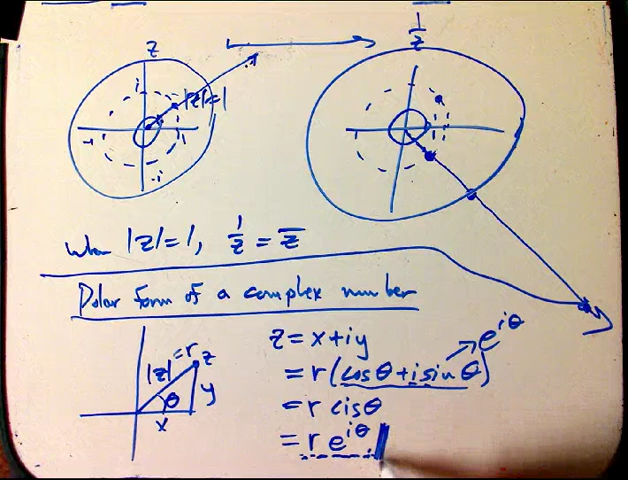 z
1/z
i
|z|=1
-1
1
-i
when |z|=1, 1/z = z̅
Polar form of a complex number
|z|=r z
θ
y
x
z = x+iy
= r(cosθ+i sinθ) → e^{iθ}
= r cisθ
= r e^{iθ}